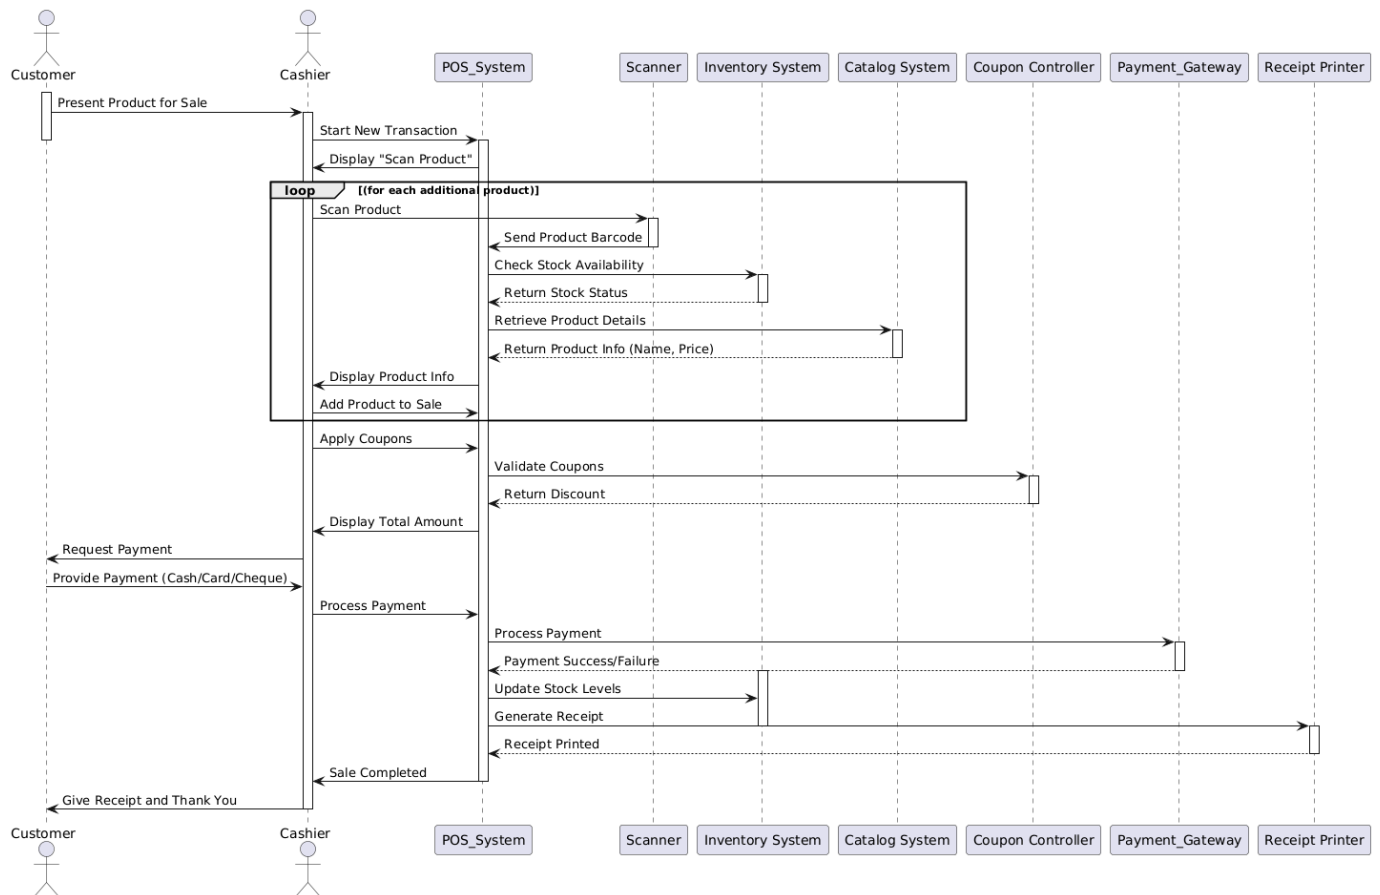 Customer
Cashier
POS_System
Scanner
Inventory System
Catalog System
Coupon Controller
Payment_Gateway
Receipt Printer
Present Product for Sale
Start New Transaction
Display "Scan Product"
loop
[(for each additional product)]
Scan Product
Send Product Barcode
Check Stock Availability
Return Stock Status
Retrieve Product Details
Return Product Info (Name, Price)
Display Product Info
Add Product to Sale
Apply Coupons
Validate Coupons
Return Discount
Display Total Amount
Request Payment
Provide Payment (Cash/Card/Cheque)
Process Payment
Process Payment
Payment Success/Failure
Update Stock Levels
Generate Receipt
Receipt Printed
Sale Completed
Give Receipt and Thank You
Customer
Cashier
POS_System
Scanner
Inventory System
Catalog System
Coupon Controller
Payment_Gateway
Receipt Printer